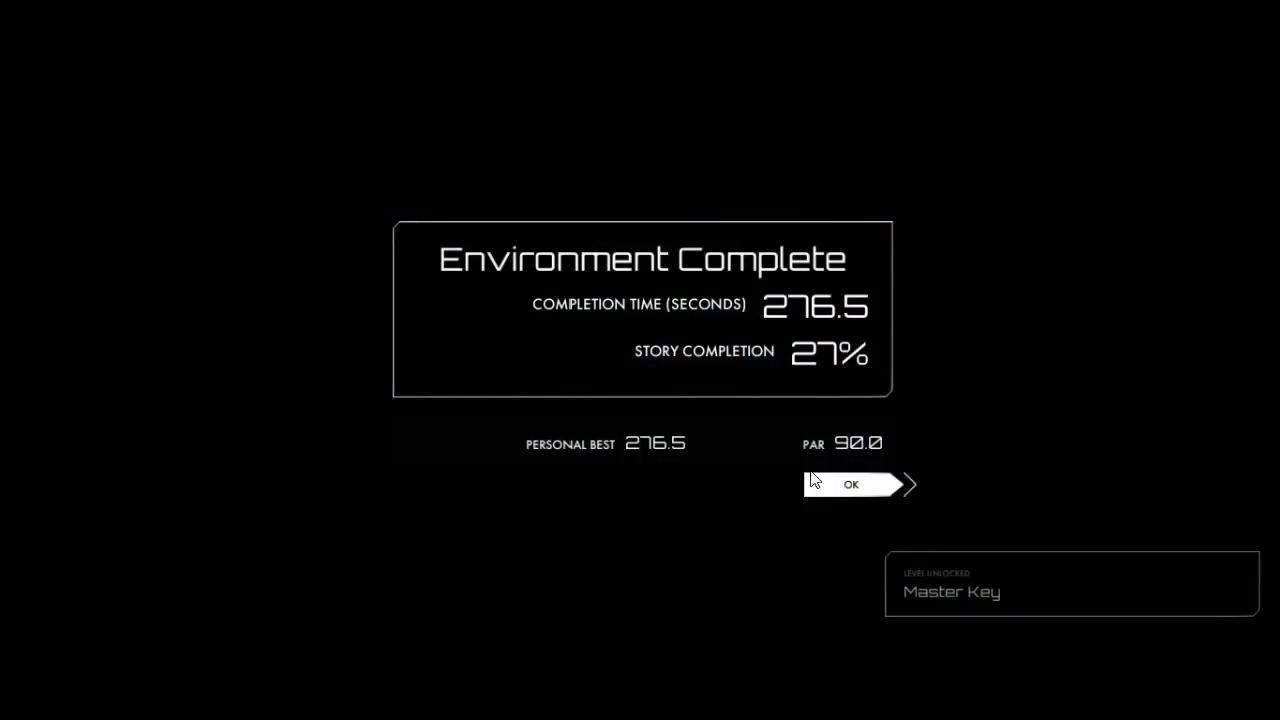 Environment Complete
COMPLETION TIME (SECONDS) 276.5
STORY COMPLETION 27%
PERSONAL BEST 276.5 PAR 90.0
OK
LEVEL UNLOCKED
Master Key